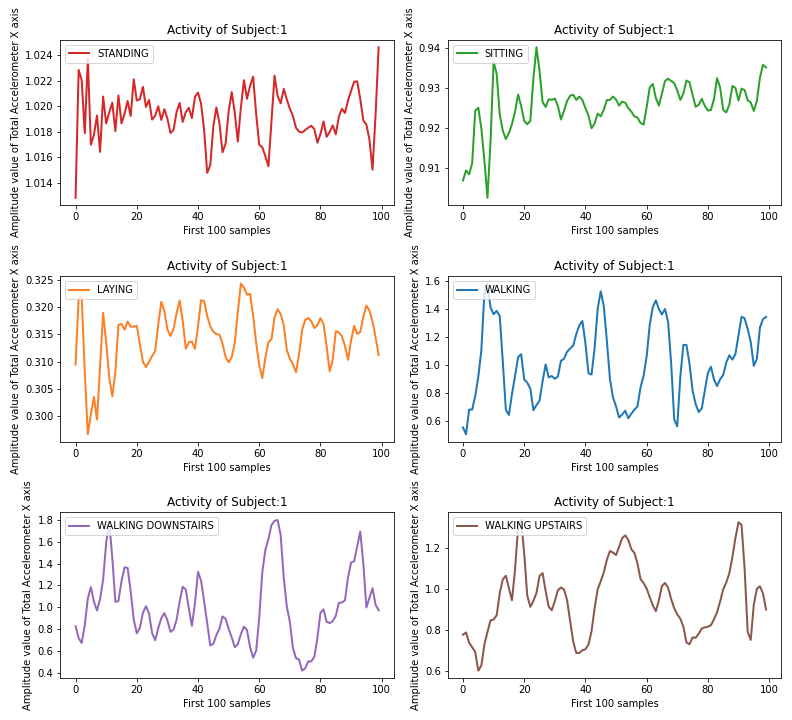 Activity of Subject:1
Amplitude value of Total Accelerometer X axis
STANDING
1.024
1.022
1.020
1.018
1.016
1.014
0 20 40 60 80 100
First 100 samples
Activity of Subject:1
Amplitude value of Total Accelerometer X axis
SITTING
0.94
0.93
0.92
0.91
0 20 40 60 80 100
First 100 samples
Activity of Subject:1
Amplitude value of Total Accelerometer X axis
LAYING
0.325
0.320
0.315
0.310
0.305
0.300
0 20 40 60 80 100
First 100 samples
Activity of Subject:1
Amplitude value of Total Accelerometer X axis
WALKING
1.6
1.4
1.2
1.0
0.8
0.6
0 20 40 60 80 100
First 100 samples
Activity of Subject:1
Amplitude value of Total Accelerometer X axis
WALKING DOWNSTAIRS
1.8
1.6
1.4
1.2
1.0
0.8
0.6
0.4
0 20 40 60 80 100
First 100 samples
Activity of Subject:1
Amplitude value of Total Accelerometer X axis
WALKING UPSTAIRS
1.2
1.0
0.8
0.6
0 20 40 60 80 100
First 100 samples